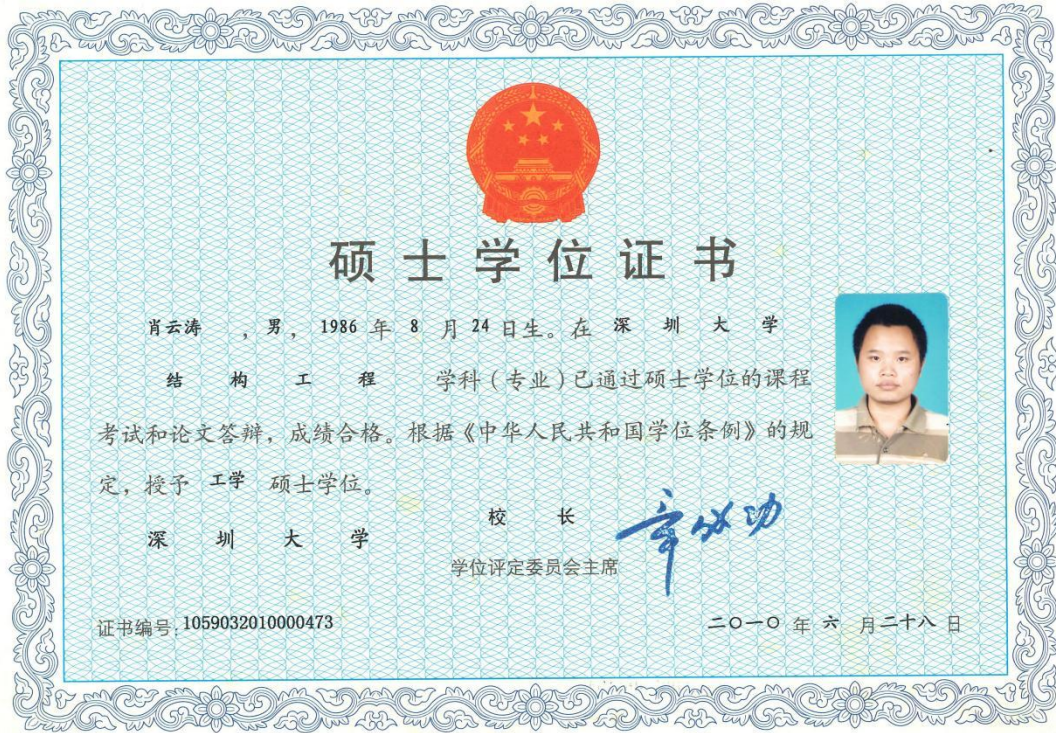 硕士学位证书
肖云涛 ，男，1986 年 8 月 24 日生。在 深圳大学
结构工程 学科（专业）已通过硕士学位的课程
考试和论文答辩，成绩合格。根据《中华人民共和国学位条例》的规
定，授予 工学 硕士学位。
深圳大学
校长
章必功
学位评定委员会主席
证书编号：1059032010000473
二〇一〇 年 六 月 二十八 日